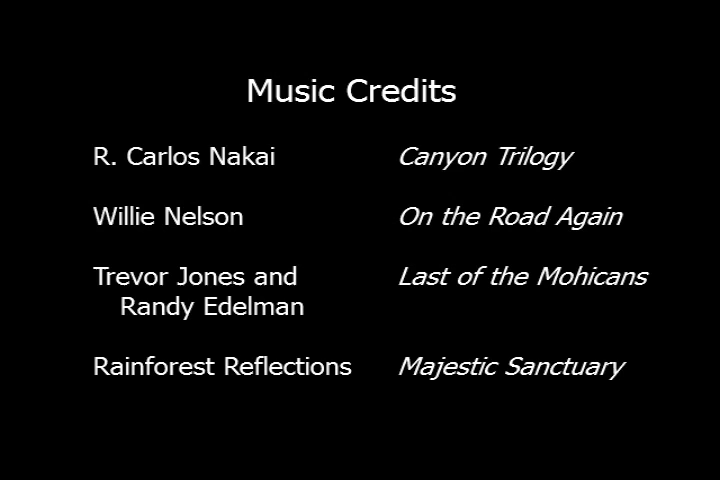 Music Credits
R. Carlos Nakai Canyon Trilogy
Willie Nelson On the Road Again
Trevor Jones and Last of the Mohicans
Randy Edelman
Rainforest Reflections Majestic Sanctuary